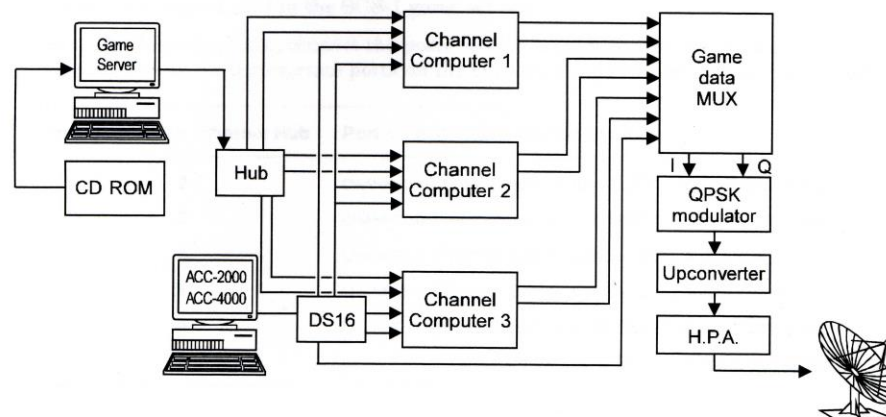 Game
Server
CD ROM
Hub
ACC-2000
ACC-4000
DS16
Channel
Computer 1
Channel
Computer 2
Channel
Computer 3
Game
data
MUX
I
Q
QPSK
modulator
Upconverter
H.P.A.